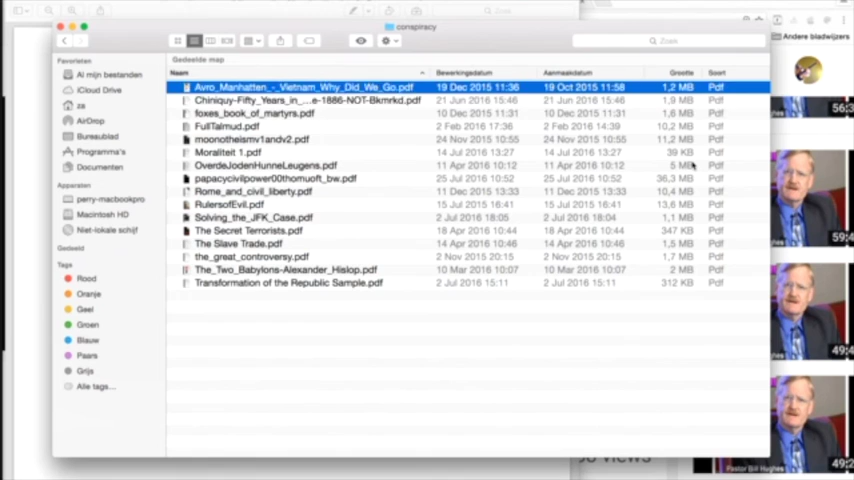 Zoek
conspiracy
Andere bladwijzers
Zoek
Favorieten
Al mijn bestanden
iCloud Drive
za
AirDrop
Bureaublad
Programma's
Documenten
Apparaten
perry-macbookpro
Macintosh HD
Niet-lokale schijf
Gedeeld
Tags
Rood
Oranje
Geel
Groen
Blauw
Paars
Grijs
Alle tags...
Gedeelde map
Naam Bewerkingsdatum Aanmaakdatum Grootte Soort
Avro_Manhatten_-_Vietnam_Why_Did_We_Go.pdf 19 Dec 2015 11:36 19 Oct 2015 11:58 1,2 MB Pdf
Chiniquy-Fifty_Years_in_...e-1886-NOT-Bkmrkd.pdf 21 Jun 2016 15:46 21 Jun 2016 15:46 1,9 MB Pdf
foxes_book_of_martyrs.pdf 10 Dec 2015 11:31 10 Dec 2015 11:31 1,6 MB Pdf
FullTalmud.pdf 2 Feb 2016 17:36 2 Feb 2016 14:39 10,2 MB Pdf
moonotheismv1andv2.pdf 24 Nov 2015 10:55 24 Nov 2015 10:55 11,2 MB Pdf
Moraliteit 1.pdf 14 Jul 2016 13:27 14 Jul 2016 13:27 39 KB Pdf
OverdeJodenHunneLeugens.pdf 11 Apr 2016 10:12 11 Apr 2016 10:12 5 MB Pdf
papacycivilpower00thomuoft_bw.pdf 25 Jul 2016 10:52 25 Jul 2016 10:52 36,3 MB Pdf
Rome_and_civil_liberty.pdf 11 Dec 2015 13:33 11 Dec 2015 13:33 10,4 MB Pdf
RulersofEvil.pdf 15 Jul 2015 16:41 15 Jul 2015 16:41 13,6 MB Pdf
Solving_the_JFK_Case.pdf 2 Jul 2016 18:05 2 Jul 2016 18:04 1,1 MB Pdf
The Secret Terrorists.pdf 18 Apr 2016 10:44 18 Apr 2016 10:44 347 KB Pdf
The Slave Trade.pdf 14 Apr 2016 10:46 14 Apr 2016 10:46 1,5 MB Pdf
the_great_controversy.pdf 2 Nov 2015 20:15 2 Nov 2015 20:15 1,7 MB Pdf
The_Two_Babylons-Alexander_Hislop.pdf 10 Mar 2016 10:07 10 Mar 2016 10:07 2 MB Pdf
Transformation of the Republic Sample.pdf 2 Jul 2016 15:11 2 Jul 2016 15:11 312 KB Pdf
56:3
59:4
49:4
49:2
Pastor Bill Hughes
views